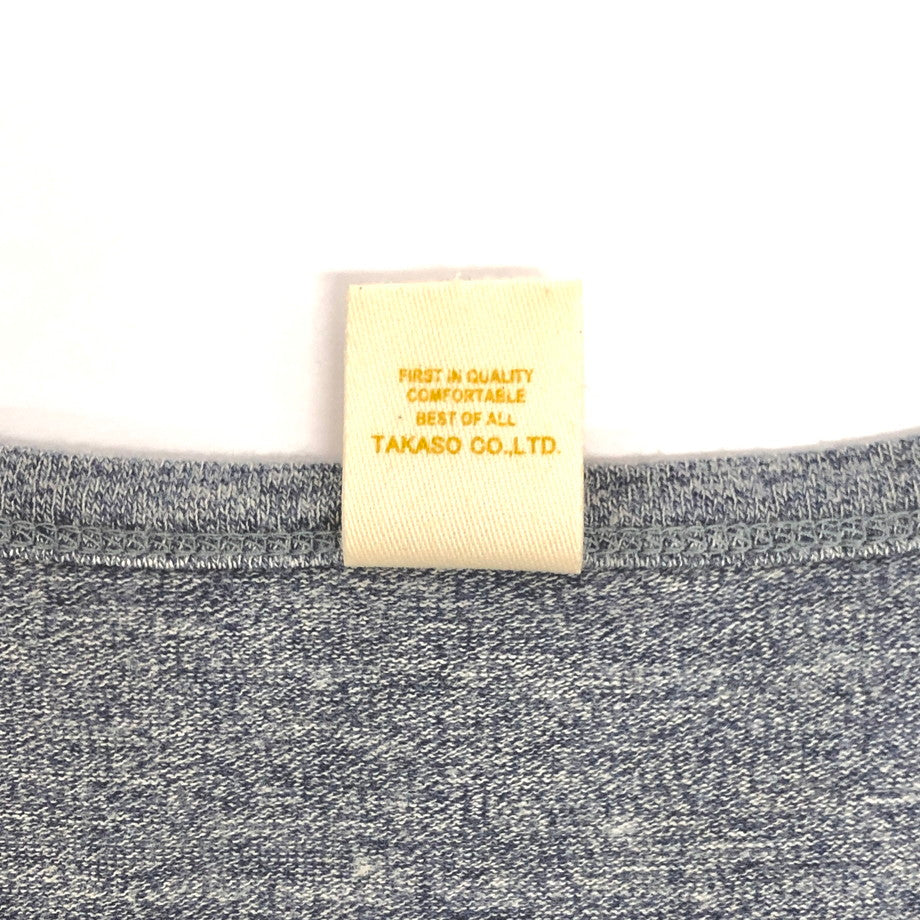 FIRST IN QUALITY
COMFORTABLE
BEST OF ALL
TAKASO CO.,LTD.